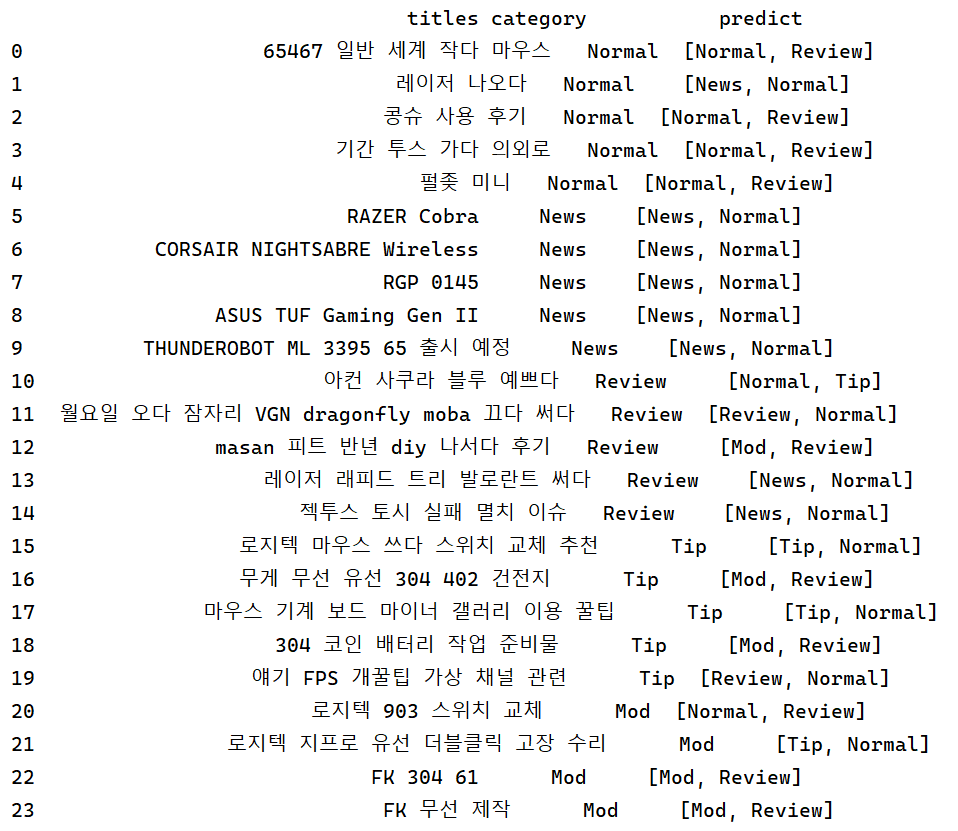 titles category predict
0 65467 일반 세계 작다 마우스 Normal [Normal, Review]
1 레이저 나오다 Normal [News, Normal]
2 콩슈 사용 후기 Normal [Normal, Review]
3 기간 투스 가다 의외로 Normal [Normal, Review]
4 펄좃 미니 Normal [Normal, Review]
5 RAZER Cobra News [News, Normal]
6 CORSAIR NIGHTSABRE Wireless News [News, Normal]
7 RGP 0145 News [News, Normal]
8 ASUS TUF Gaming Gen II News [News, Normal]
9 THUNDEROBOT ML 3395 65 출시 예정 News [News, Normal]
10 아컨 사쿠라 블루 예쁘다 Review [Normal, Tip]
11 월요일 오다 잠자리 VGN dragonfly moba 끄다 써다 Review [Review, Normal]
12 masan 피트 반년 diy 나서다 후기 Review [Mod, Review]
13 레이저 래피드 트리 발로란트 써다 Review [News, Normal]
14 젝투스 토시 실패 멸치 이슈 Review [News, Normal]
15 로지텍 마우스 쓰다 스위치 교체 추천 Tip [Tip, Normal]
16 무게 무선 유선 304 402 건전지 Tip [Mod, Review]
17 마우스 기계 보드 마이너 갤러리 이용 꿀팁 Tip [Tip, Normal]
18 304 코인 배터리 작업 준비물 Tip [Mod, Review]
19 얘기 FPS 개꿀팁 가상 채널 관련 Tip [Review, Normal]
20 로지텍 903 스위치 교체 Mod [Normal, Review]
21 로지텍 지프로 유선 더블클릭 고장 수리 Mod [Tip, Normal]
22 FK 304 61 Mod [Mod, Review]
23 FK 무선 제작 Mod [Mod, Review]